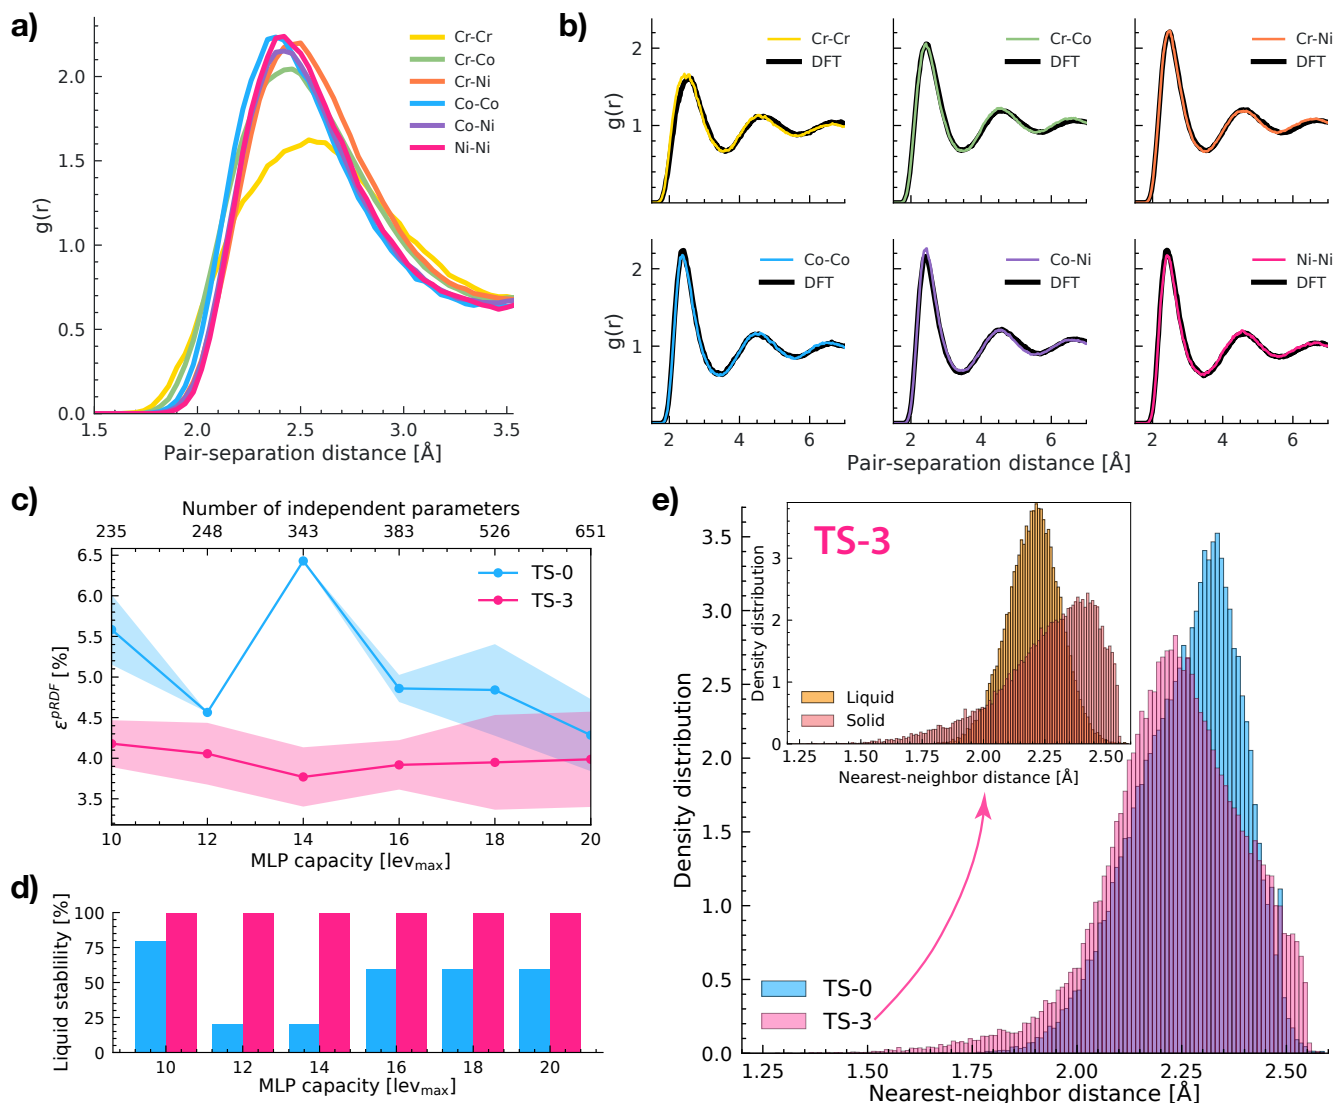 a)
g(r)
2.0
1.5
1.0
0.5
0.0
1.5 2.0 2.5 3.0 3.5
Pair-separation distance [Å]
Cr-Cr
Cr-Co
Cr-Ni
Co-Co
Co-Ni
Ni-Ni
b)
g(r)
2
1
Cr-Cr
DFT
Cr-Co
DFT
Cr-Ni
DFT
g(r)
2
1
Co-Co
DFT
Co-Ni
DFT
Ni-Ni
DFT
2 4 6 2 4 6 2 4 6
Pair-separation distance [Å]
c)
Number of independent parameters
235 248 343 383 526 651
ε^{pRDF} [%]
6.5
6.0
5.5
5.0
4.5
4.0
3.5
TS-0
TS-3
10 12 14 16 18 20
MLP capacity [lev_{max}]
d)
Liquid stablility [%]
100
75
50
25
0
10 12 14 16 18 20
MLP capacity [lev_{max}]
e)
Density distribution
3.5
3.0
2.5
2.0
1.5
1.0
0.5
0.0
TS-0
TS-3
1.25 1.50 1.75 2.00 2.25 2.50
Nearest-neighbor distance [Å]
TS-3
Density distribution
3
2
1
0
Liquid
Solid
1.25 1.50 1.75 2.00 2.25 2.50
Nearest-neighbor distance [Å]